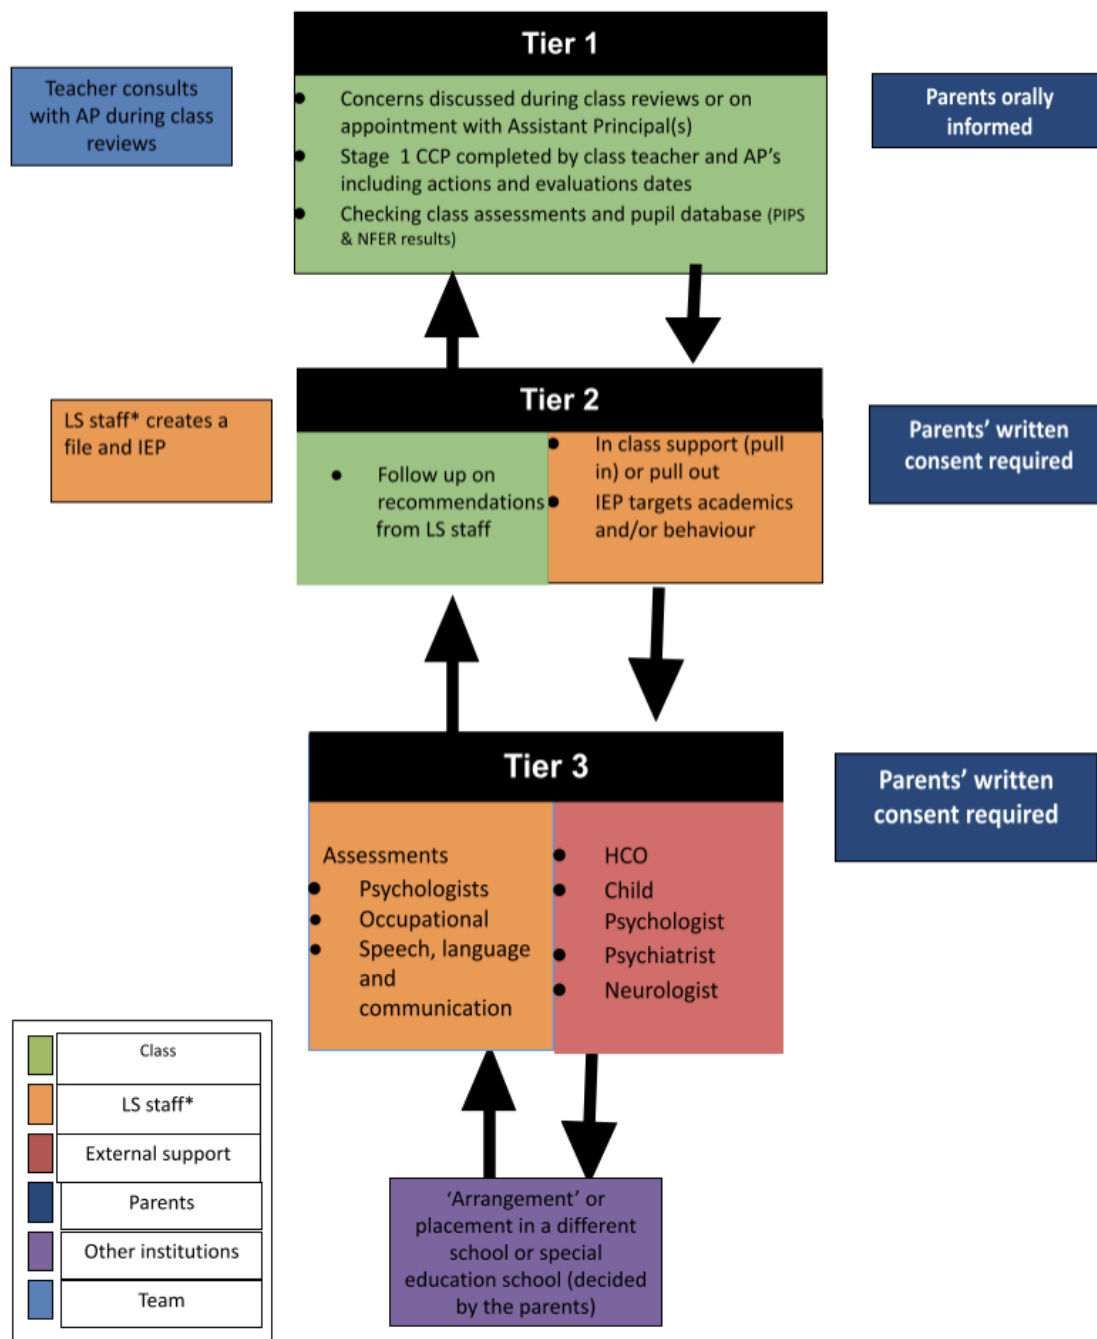 Tier 1
Teacher consults
with AP during class
reviews
• Concerns discussed during class reviews or on
appointment with Assistant Principal(s)
• Stage 1 CCP completed by class teacher and AP's
including actions and evaluations dates
• Checking class assessments and pupil database (PIPS
& NFER results)
Parents orally
informed
Tier 2
LS staff* creates a
file and IEP
• Follow up on
recommendations
from LS staff
• In class support (pull
in) or pull out
• IEP targets academics
and/or behaviour
Parents' written
consent required
Tier 3
Assessments
• Psychologists
• Occupational
• Speech, language
and
communication
• HCO
• Child
Psychologist
• Psychiatrist
• Neurologist
Parents' written
consent required
Class
LS staff*
External support
Parents
Other institutions
Team
'Arrangement' or
placement in a different
school or special
education school (decided
by the parents)